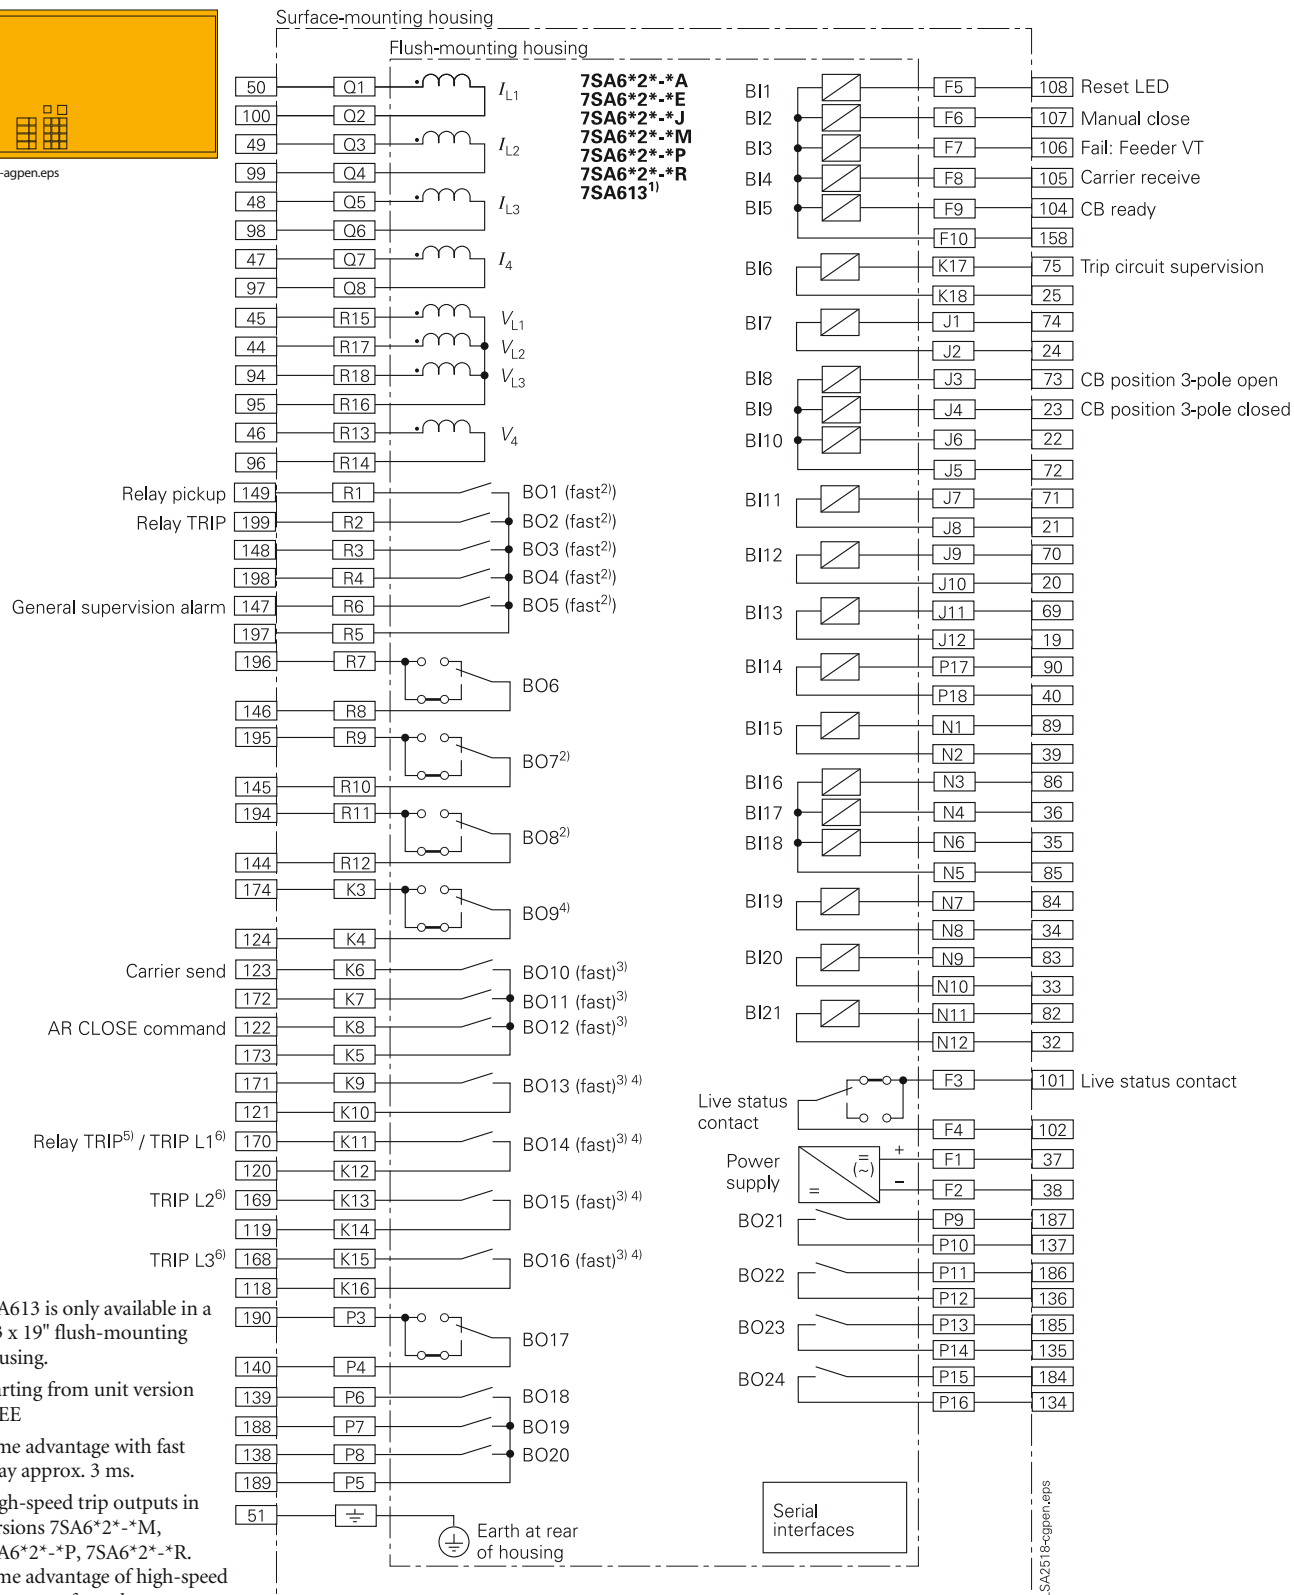 Surface-mounting housing
Flush-mounting housing
-agpen.eps
7SA6*2*-*A
7SA6*2*-*E
7SA6*2*-*J
7SA6*2*-*M
7SA6*2*-*P
7SA6*2*-*R
7SA613¹⁾
50 Q1 I L1
100 Q2
49 Q3 I L2
99 Q4
48 Q5 I L3
98 Q6
47 Q7 I 4
97 Q8
45 R15 V L1
44 R17 V L2
94 R18 V L3
95 R16
46 R13 V 4
96 R14
Relay pickup 149 R1 BO1 (fast²⁾)
Relay TRIP 199 R2 BO2 (fast²⁾)
148 R3 BO3 (fast²⁾)
198 R4 BO4 (fast²⁾)
General supervision alarm 147 R6 BO5 (fast²⁾)
197 R5
196 R7
BO6
146 R8
195 R9
BO7²⁾
145 R10
194 R11
BO8²⁾
144 R12
174 K3
BO9⁴⁾
124 K4
Carrier send 123 K6 BO10 (fast)³⁾
172 K7 BO11 (fast)³⁾
AR CLOSE command 122 K8 BO12 (fast)³⁾
173 K5
171 K9 BO13 (fast)³⁾ ⁴⁾
121 K10
Relay TRIP⁵⁾ / TRIP L1⁶⁾ 170 K11 BO14 (fast)³⁾ ⁴⁾
120 K12
TRIP L2⁶⁾ 169 K13 BO15 (fast)³⁾ ⁴⁾
119 K14
TRIP L3⁶⁾ 168 K15 BO16 (fast)³⁾ ⁴⁾
118 K16
190 P3
BO17
140 P4
139 P6 BO18
188 P7 BO19
138 P8 BO20
189 P5
51
Earth at rear
of housing
BI1 F5 108 Reset LED
BI2 F6 107 Manual close
BI3 F7 106 Fail: Feeder VT
BI4 F8 105 Carrier receive
BI5 F9 104 CB ready
F10 158
BI6 K17 75 Trip circuit supervision
K18 25
BI7 J1 74
J2 24
BI8 J3 73 CB position 3-pole open
BI9 J4 23 CB position 3-pole closed
BI10 J6 22
J5 72
BI11 J7 71
J8 21
BI12 J9 70
J10 20
BI13 J11 69
J12 19
BI14 P17 90
P18 40
BI15 N1 89
N2 39
BI16 N3 86
BI17 N4 36
BI18 N6 35
N5 85
BI19 N7 84
N8 34
BI20 N9 83
N10 33
BI21 N11 82
N12 32
F3 101 Live status contact
Live status
contact
F4 102
Power
supply
= (~) =
+ F1 37
− F2 38
BO21 P9 187
P10 137
BO22 P11 186
P12 136
BO23 P13 185
P14 135
BO24 P15 184
P16 134
Serial
interfaces
LSA2518-cgpen.eps
A613 is only available in a
3 x 19" flush-mounting
using.
arting from unit version
EE
me advantage with fast
ay approx. 3 ms.
gh-speed trip outputs in
rsions 7SA6*2*-*M,
A6*2*-*P, 7SA6*2*-*R.
me advantage of high-speed